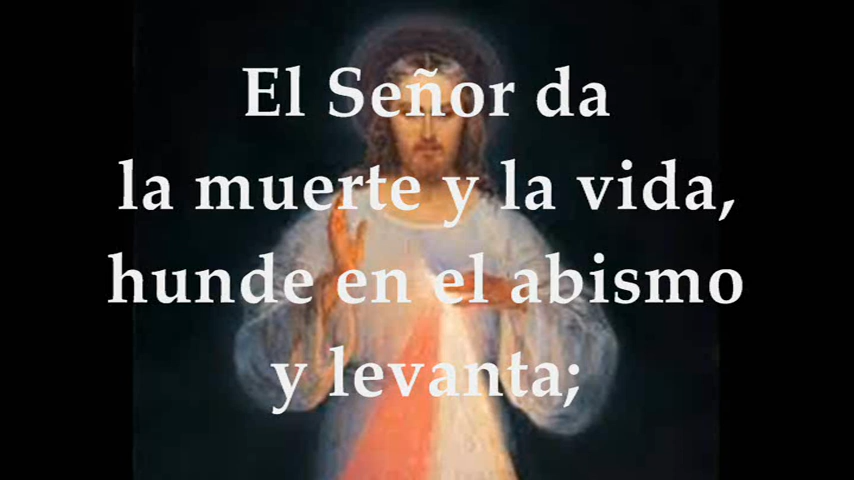 El Señor da
la muerte y la vida,
hunde en el abismo
y levanta;